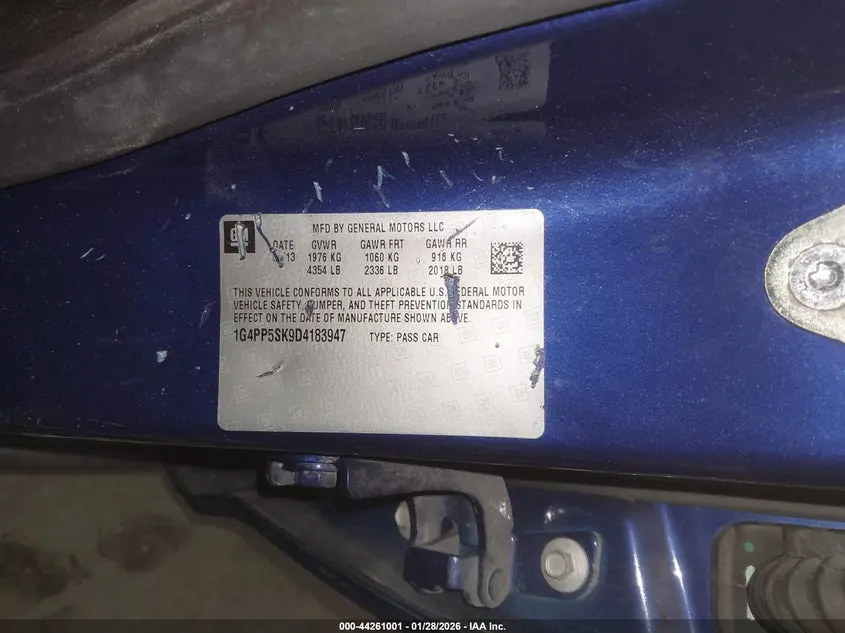 MFD BY GENERAL MOTORS LLC
GM
DATE GVWR GAWR FRT GAWR RR
13 1976 KG 1060 KG 916 KG
4354 LB 2336 LB 2018 LB
THIS VEHICLE CONFORMS TO ALL APPLICABLE U.S. FEDERAL MOTOR
VEHICLE SAFETY, BUMPER, AND THEFT PREVENTION STANDARDS IN
EFFECT ON THE DATE OF MANUFACTURE SHOWN ABOVE.
1G4PP5SK9D4183947 TYPE: PASS CAR
000-44261001 | 01/28/2026 - IAA Inc.